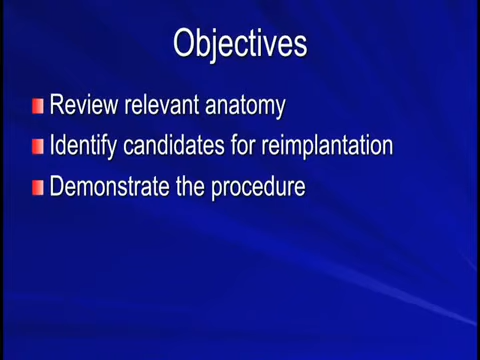 Objectives
Review relevant anatomy
Identify candidates for reimplantation
Demonstrate the procedure